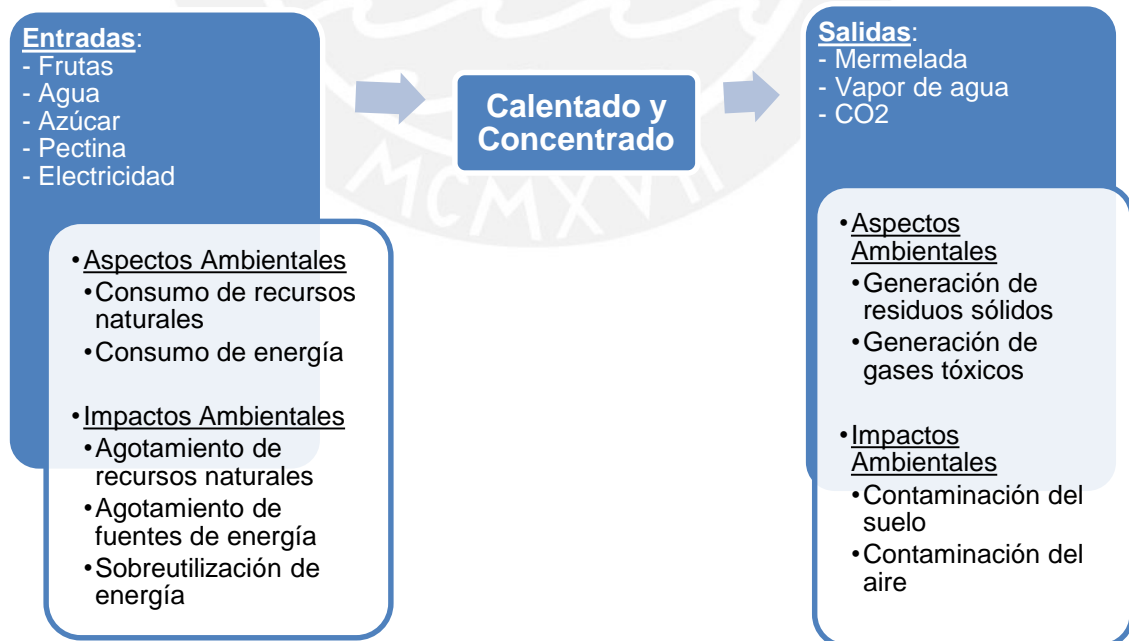 Entradas:
- Frutas
- Agua
- Azúcar
- Pectina
- Electricidad
•Aspectos Ambientales
•Consumo de recursos
naturales
•Consumo de energía
•Impactos Ambientales
•Agotamiento de
recursos naturales
•Agotamiento de
fuentes de energía
•Sobreutilización de
energía
Calentado y
Concentrado
Salidas:
- Mermelada
- Vapor de agua
- CO2
•Aspectos
Ambientales
•Generación de
residuos sólidos
•Generación de
gases tóxicos
•Impactos
Ambientales
•Contaminación del
suelo
•Contaminación del
aire
MCMXVII